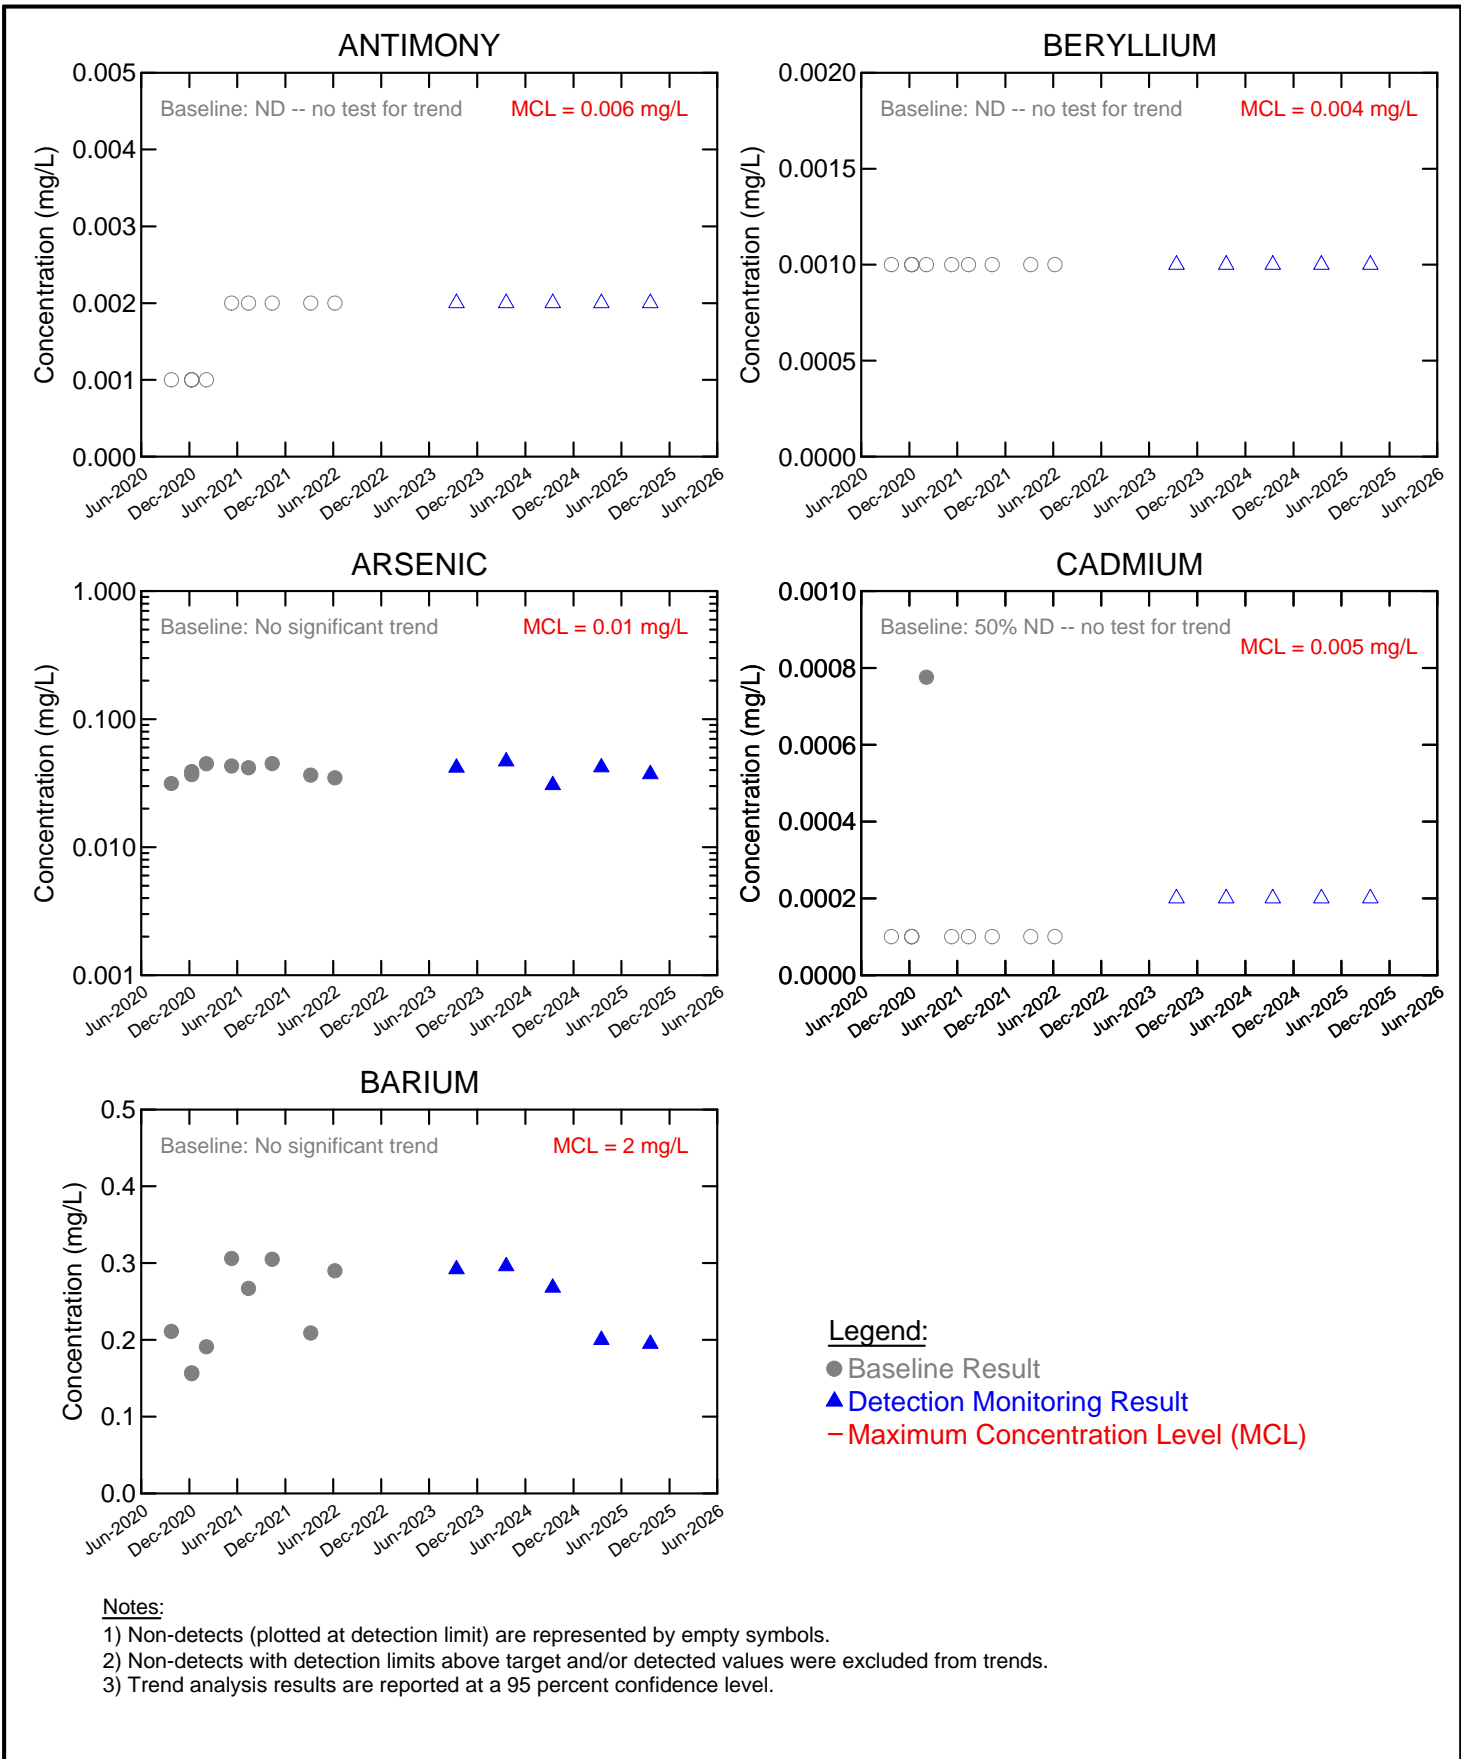 ANTIMONY
Baseline: ND -- no test for trend
MCL = 0.006 mg/L
Concentration (mg/L)
0.005
0.004
0.003
0.002
0.001
0.000
Jun-2020
Dec-2020
Jun-2021
Dec-2021
Jun-2022
Dec-2022
Jun-2023
Dec-2023
Jun-2024
Dec-2024
Jun-2025
Dec-2025
Jun-2026
BERYLLIUM
Baseline: ND -- no test for trend
MCL = 0.004 mg/L
Concentration (mg/L)
0.0020
0.0015
0.0010
0.0005
0.0000
Jun-2020
Dec-2020
Jun-2021
Dec-2021
Jun-2022
Dec-2022
Jun-2023
Dec-2023
Jun-2024
Dec-2024
Jun-2025
Dec-2025
Jun-2026
ARSENIC
Baseline: No significant trend
MCL = 0.01 mg/L
Concentration (mg/L)
1.000
0.100
0.010
0.001
Jun-2020
Dec-2020
Jun-2021
Dec-2021
Jun-2022
Dec-2022
Jun-2023
Dec-2023
Jun-2024
Dec-2024
Jun-2025
Dec-2025
Jun-2026
CADMIUM
Baseline: 50% ND -- no test for trend
MCL = 0.005 mg/L
Concentration (mg/L)
0.0010
0.0008
0.0006
0.0004
0.0002
0.0000
Jun-2020
Dec-2020
Jun-2021
Dec-2021
Jun-2022
Dec-2022
Jun-2023
Dec-2023
Jun-2024
Dec-2024
Jun-2025
Dec-2025
Jun-2026
BARIUM
Baseline: No significant trend
MCL = 2 mg/L
Concentration (mg/L)
0.5
0.4
0.3
0.2
0.1
0.0
Jun-2020
Dec-2020
Jun-2021
Dec-2021
Jun-2022
Dec-2022
Jun-2023
Dec-2023
Jun-2024
Dec-2024
Jun-2025
Dec-2025
Jun-2026
Legend:
Baseline Result
Detection Monitoring Result
Maximum Concentration Level (MCL)
Notes:
1) Non-detects (plotted at detection limit) are represented by empty symbols.
2) Non-detects with detection limits above target and/or detected values were excluded from trends.
3) Trend analysis results are reported at a 95 percent confidence level.